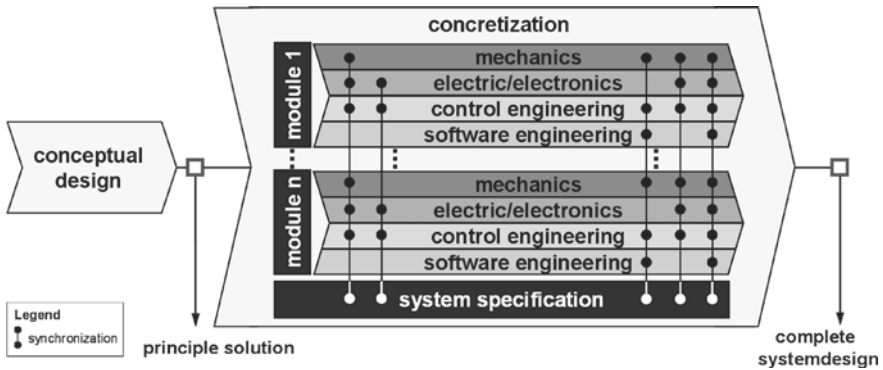 concretization
module 1
mechanics
electric/electronics
control engineering
software engineering
conceptual
design
module n
mechanics
electric/electronics
control engineering
software engineering
system specification
Legend
synchronization
principle solution
complete
systemdesign